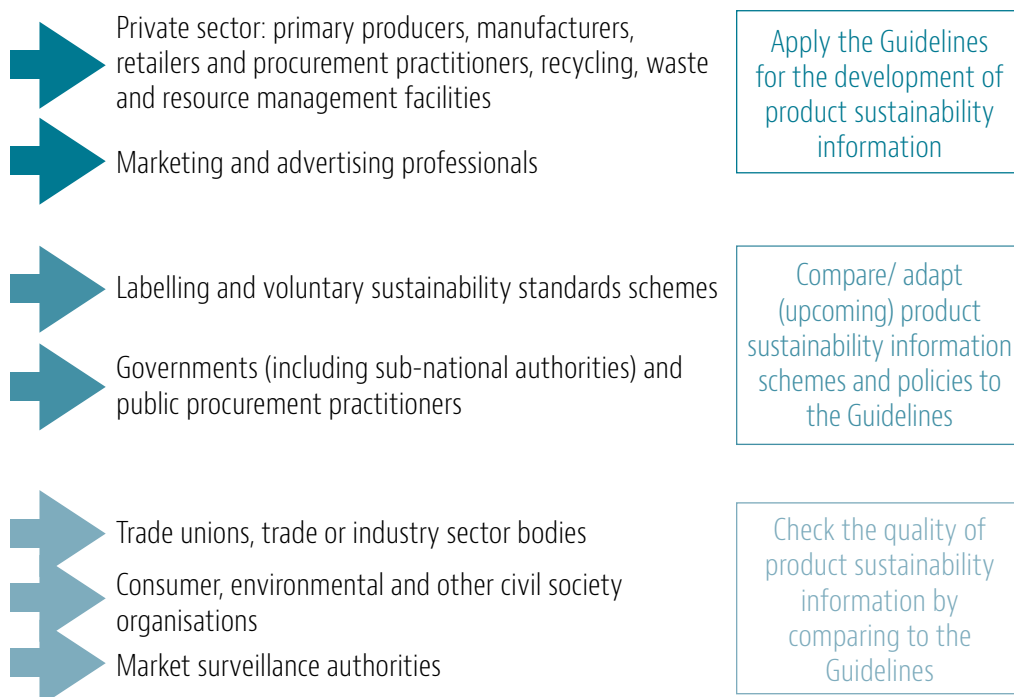 Private sector: primary producers, manufacturers,
retailers and procurement practitioners, recycling, waste
and resource management facilities
Marketing and advertising professionals
Apply the Guidelines
for the development of
product sustainability
information
Labelling and voluntary sustainability standards schemes
Governments (including sub-national authorities) and
public procurement practitioners
Compare/ adapt
(upcoming) product
sustainability information
schemes and policies to
the Guidelines
Trade unions, trade or industry sector bodies
Consumer, environmental and other civil society
organisations
Market surveillance authorities
Check the quality of
product sustainability
information by
comparing to the
Guidelines